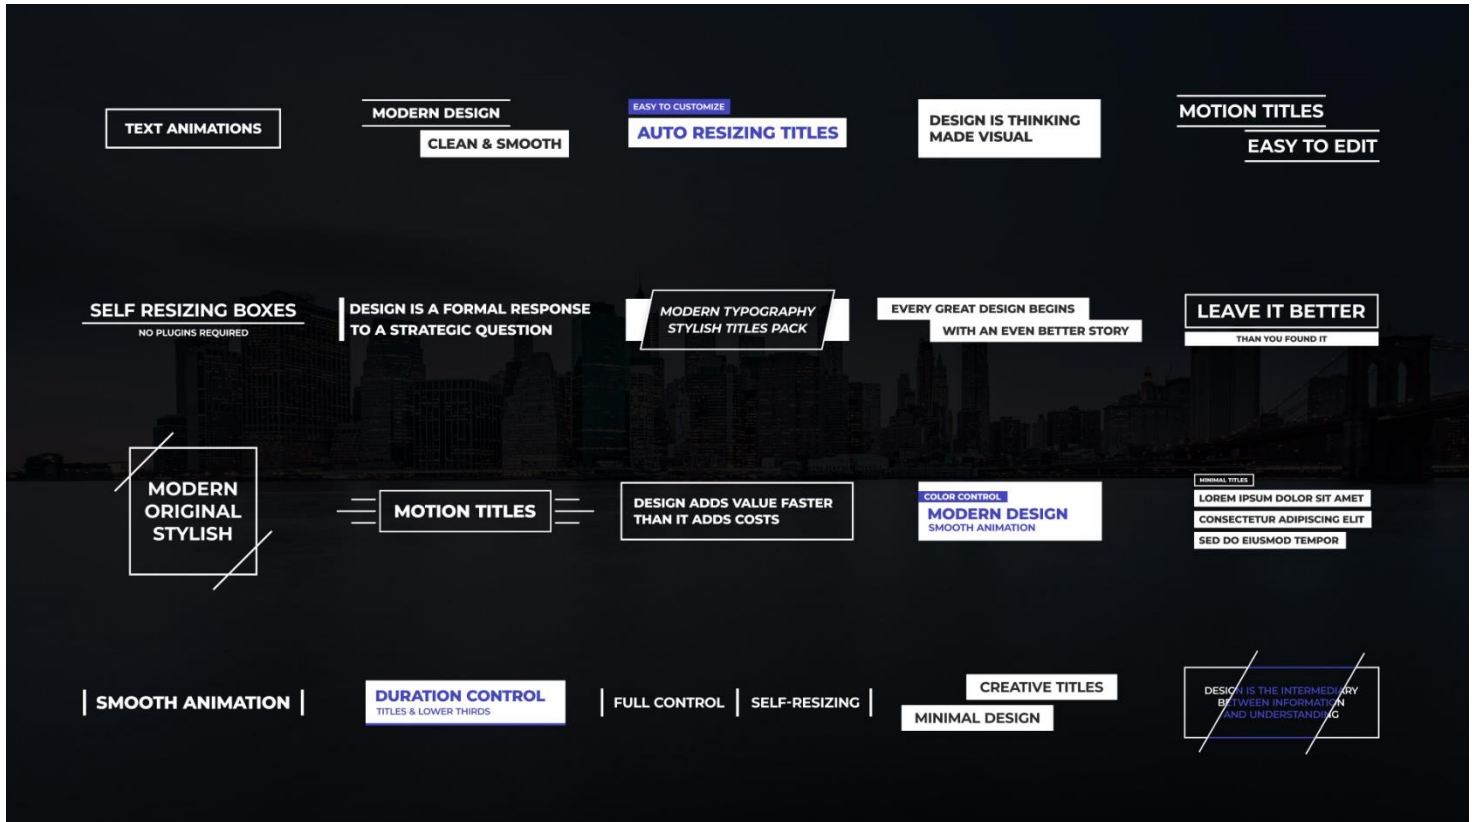 TEXT ANIMATIONS
MODERN DESIGN
CLEAN & SMOOTH
EASY TO CUSTOMIZE
AUTO RESIZING TITLES
DESIGN IS THINKING
MADE VISUAL
MOTION TITLES
EASY TO EDIT
SELF RESIZING BOXES
NO PLUGINS REQUIRED
DESIGN IS A FORMAL RESPONSE
TO A STRATEGIC QUESTION
MODERN TYPOGRAPHY
STYLISH TITLES PACK
EVERY GREAT DESIGN BEGINS
WITH AN EVEN BETTER STORY
LEAVE IT BETTER
THAN YOU FOUND IT
MODERN
ORIGINAL
STYLISH
MOTION TITLES
DESIGN ADDS VALUE FASTER
THAN IT ADDS COSTS
COLOR CONTROL
MODERN DESIGN
SMOOTH ANIMATION
MINIMAL TITLES
LOREM IPSUM DOLOR SIT AMET
CONSECTETUR ADIPISCING ELIT
SED DO EIUSMOD TEMPOR
SMOOTH ANIMATION
DURATION CONTROL
TITLES & LOWER THIRDS
FULL CONTROL
SELF-RESIZING
CREATIVE TITLES
MINIMAL DESIGN
DESIGN IS THE INTERMEDIARY
BETWEEN INFORMATION
AND UNDERSTANDING